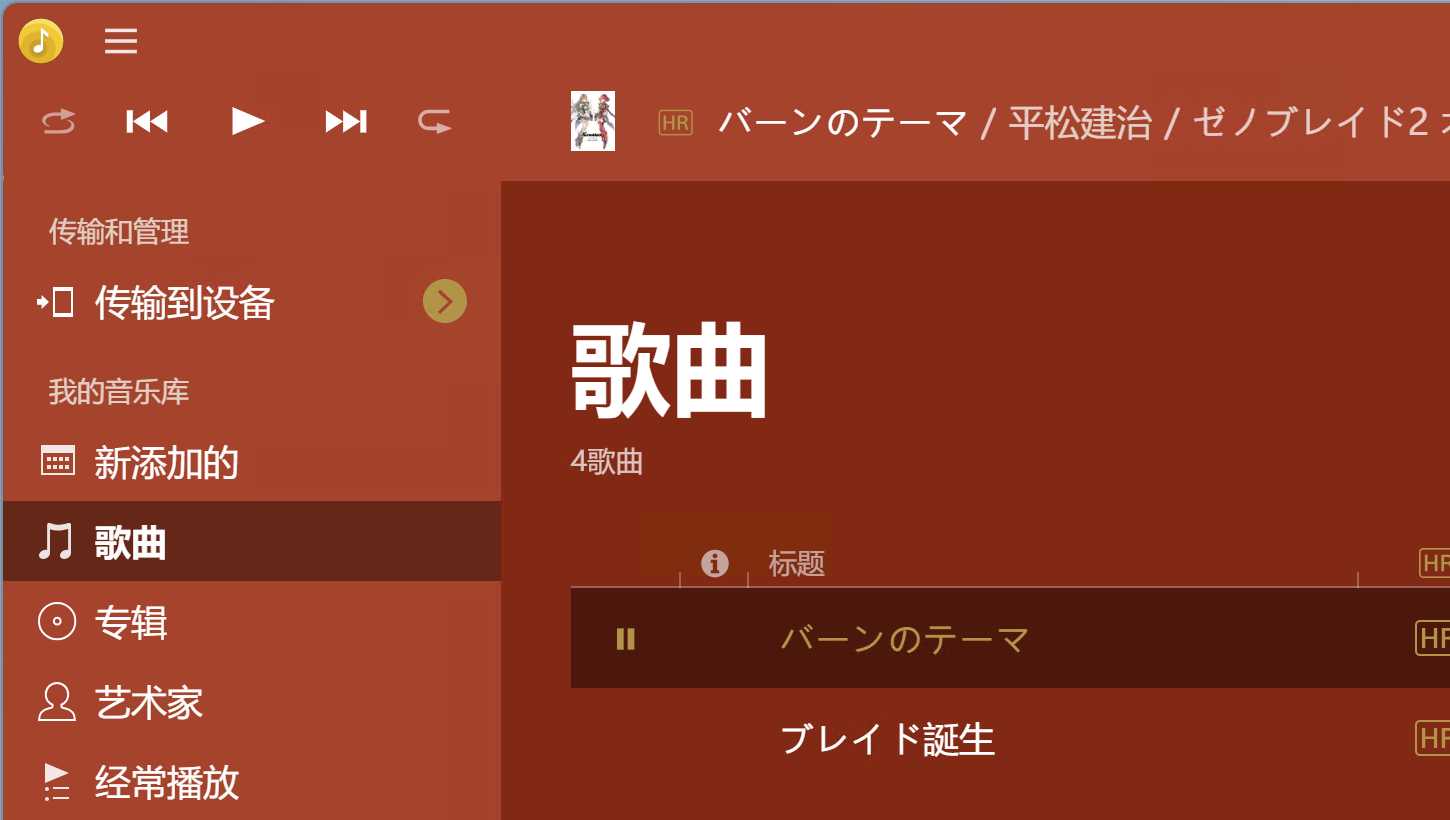 HR バーンのテーマ / 平松建治 / ゼノブレイド2
传输和管理
传输到设备
我的音乐库
新添加的
歌曲
专辑
艺术家
经常播放
歌曲
4歌曲
标题 HR
バーンのテーマ HR
ブレイド誕生 HR